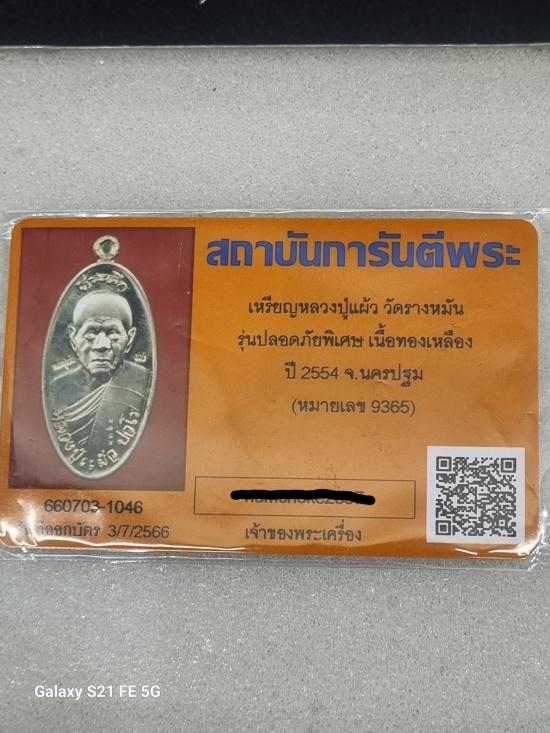 สถาบันการันตีพระ
เหรียญหลวงปู่แผ้ว วัดรางหมัน
รุ่นปลอดภัยพิเศษ เนื้อทองเหลือง
ปี 2554 จ.นครปฐม
(หมายเลข 9365)
660703-1046
วันที่ออกบัตร 3/7/2566
เจ้าของพระเครื่อง
Galaxy S21 FE 5G